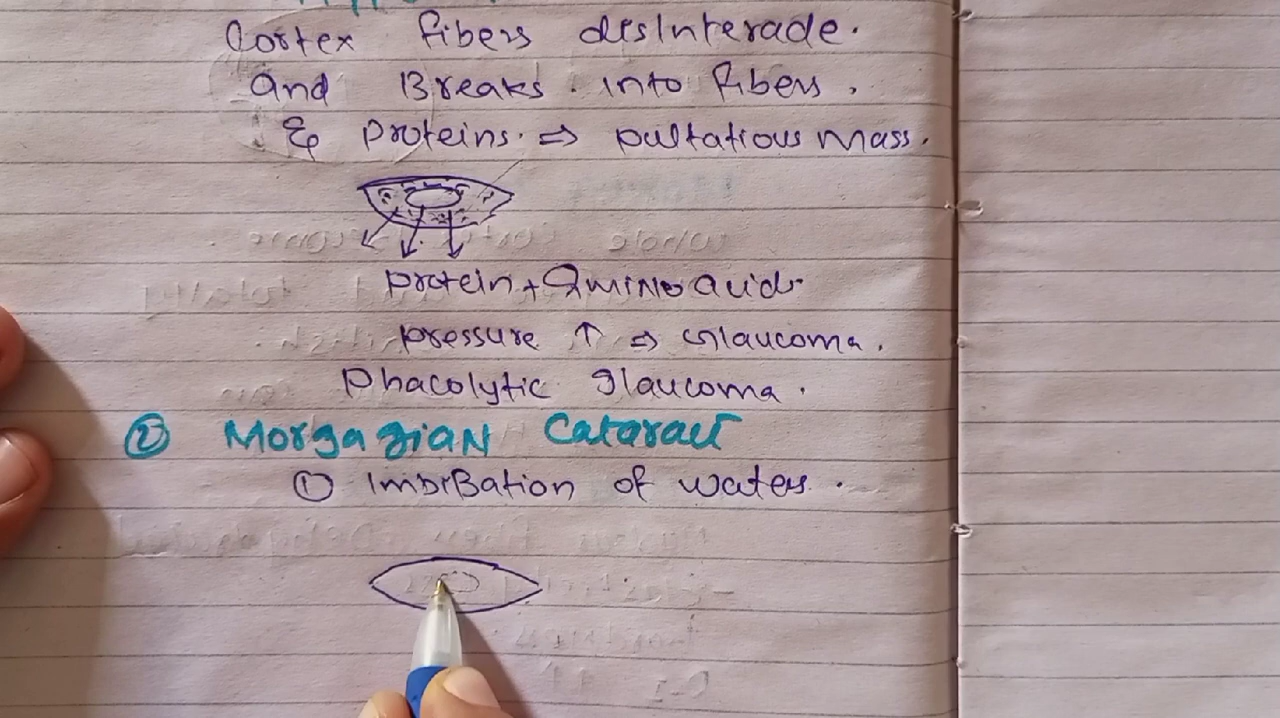 Cortex fibers desInterade.
And Breaks. into fibers.
& proteins. ⇒ pultatious mass.
protein + Amino acid
pressure ↑ ⇒ Glaucoma.
Phacolytic glaucoma.
② MorgagiaN Cataract
① ImbiBation of waters.